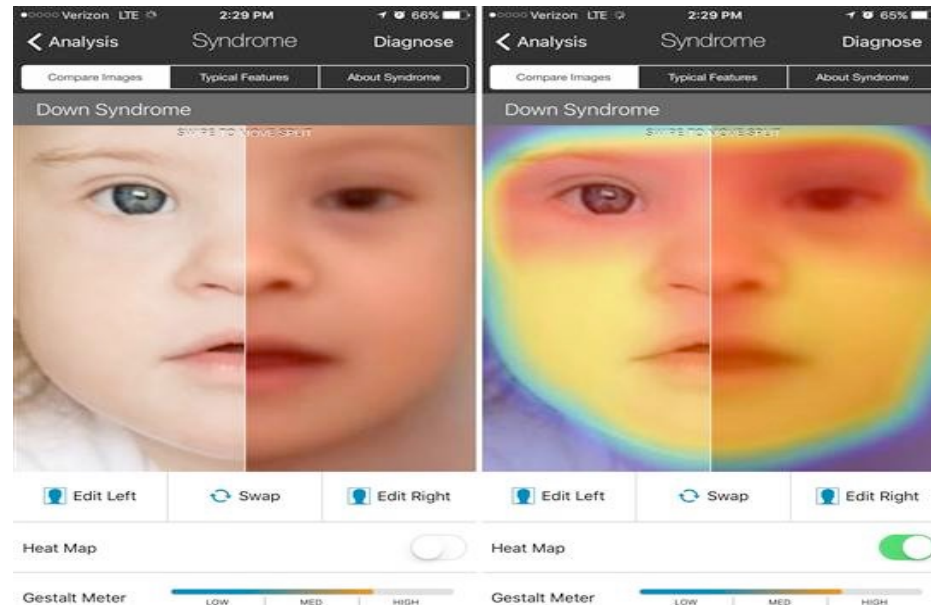 Verizon LTE 2:29 PM 66%
Analysis Syndrome Diagnose
Compare Images Typical Features About Syndrome
Down Syndrome
SWIPE TO MOVE SPLIT
Edit Left Swap Edit Right
Heat Map
Gestalt Meter LOW MED HIGH
Verizon LTE 2:29 PM 65%
Analysis Syndrome Diagnose
Compare Images Typical Features About Syndrome
Down Syndrome
SWIPE TO MOVE SPLIT
Edit Left Swap Edit Right
Heat Map
Gestalt Meter LOW MED HIGH